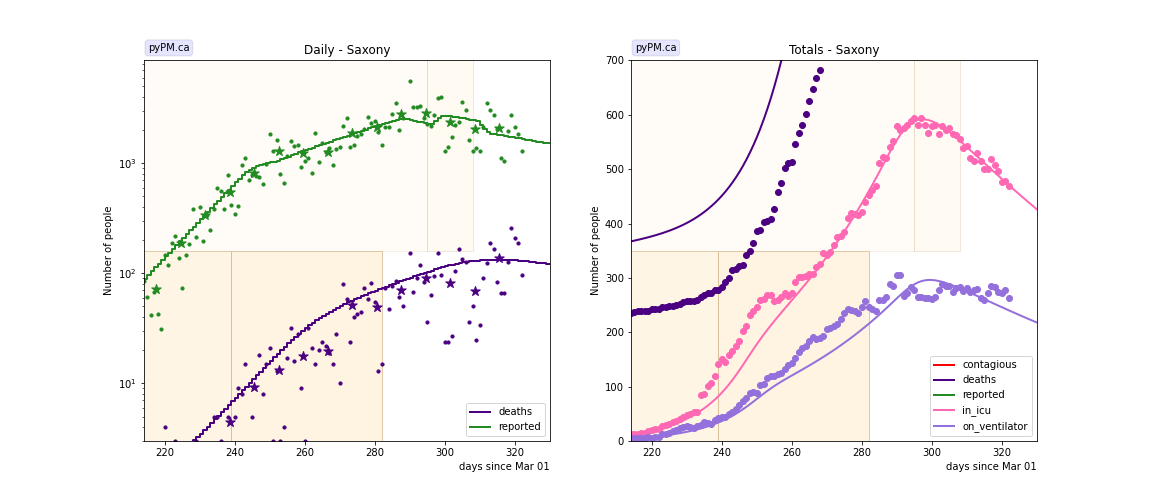 pyPM.ca
Daily - Saxony
Number of people
10³
10²
10¹
220 240 260 280 300 320
days since Mar 01
deaths
reported
pyPM.ca
Totals - Saxony
Number of people
700
600
500
400
300
200
100
0
220 240 260 280 300 320
days since Mar 01
contagious
deaths
reported
in_icu
on_ventilator